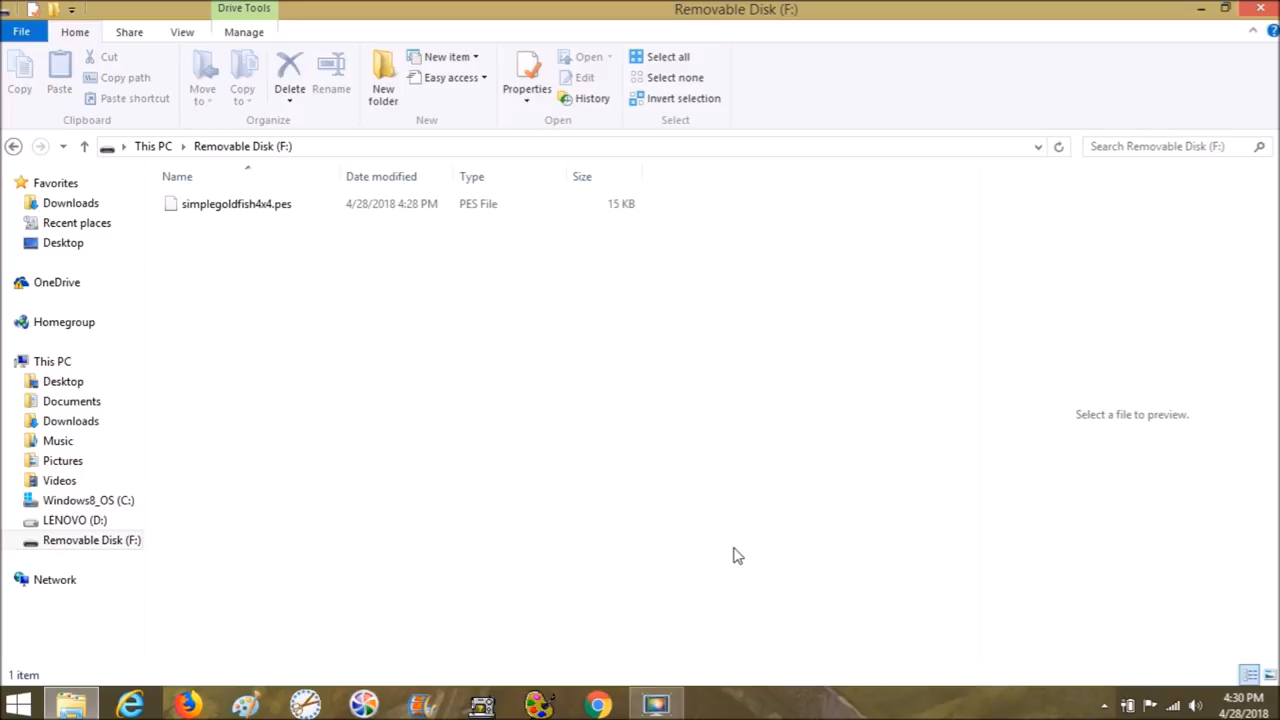 Drive Tools
Removable Disk (F:)
File Home Share View Manage
Copy
Paste
Cut
Copy path
Paste shortcut
Clipboard
Move to
Copy to
Delete
Rename
Organize
New folder
New item
Easy access
New
Properties
Open
Edit
History
Open
Select all
Select none
Invert selection
Select
This PC Removable Disk (F:)
Search Removable Disk (F:)
Name Date modified Type Size
simplegoldfish4x4.pes 4/28/2018 4:28 PM PES File 15 KB
Favorites
Downloads
Recent places
Desktop
OneDrive
Homegroup
This PC
Desktop
Documents
Downloads
Music
Pictures
Videos
Windows8_OS (C:)
LENOVO (D:)
Removable Disk (F:)
Network
Select a file to preview.
1 item
4:30 PM
4/28/2018